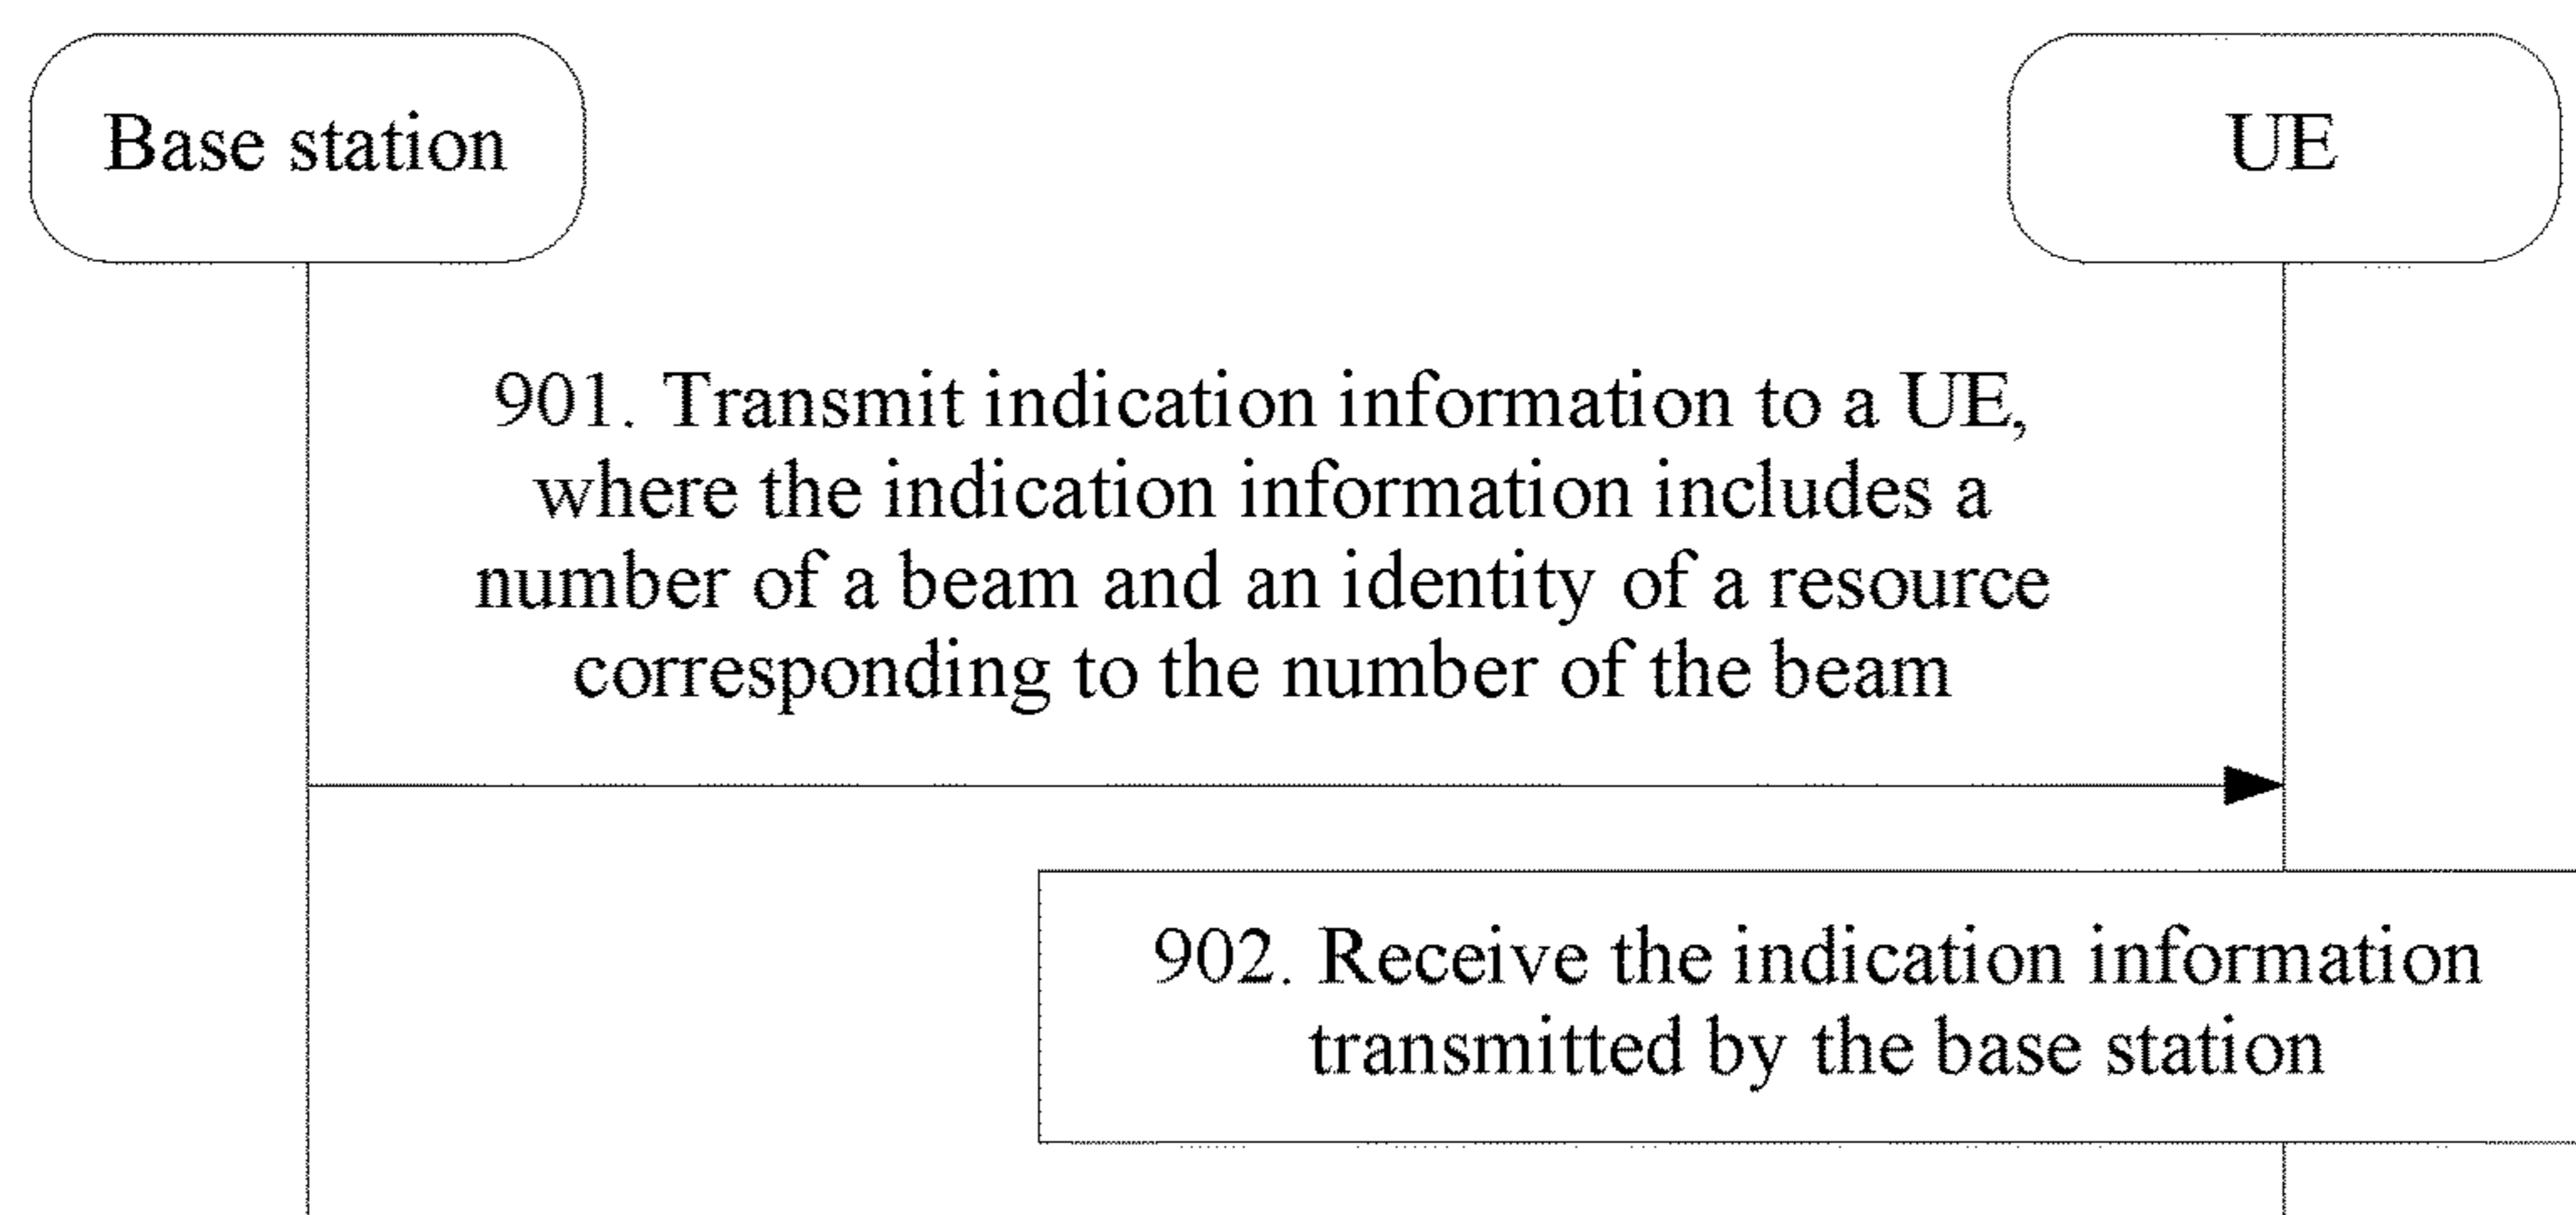 Base station
UE
901. Transmit indication information to a UE,
where the indication information includes a
number of a beam and an identity of a resource
corresponding to the number of the beam
902. Receive the indication information
transmitted by the base station